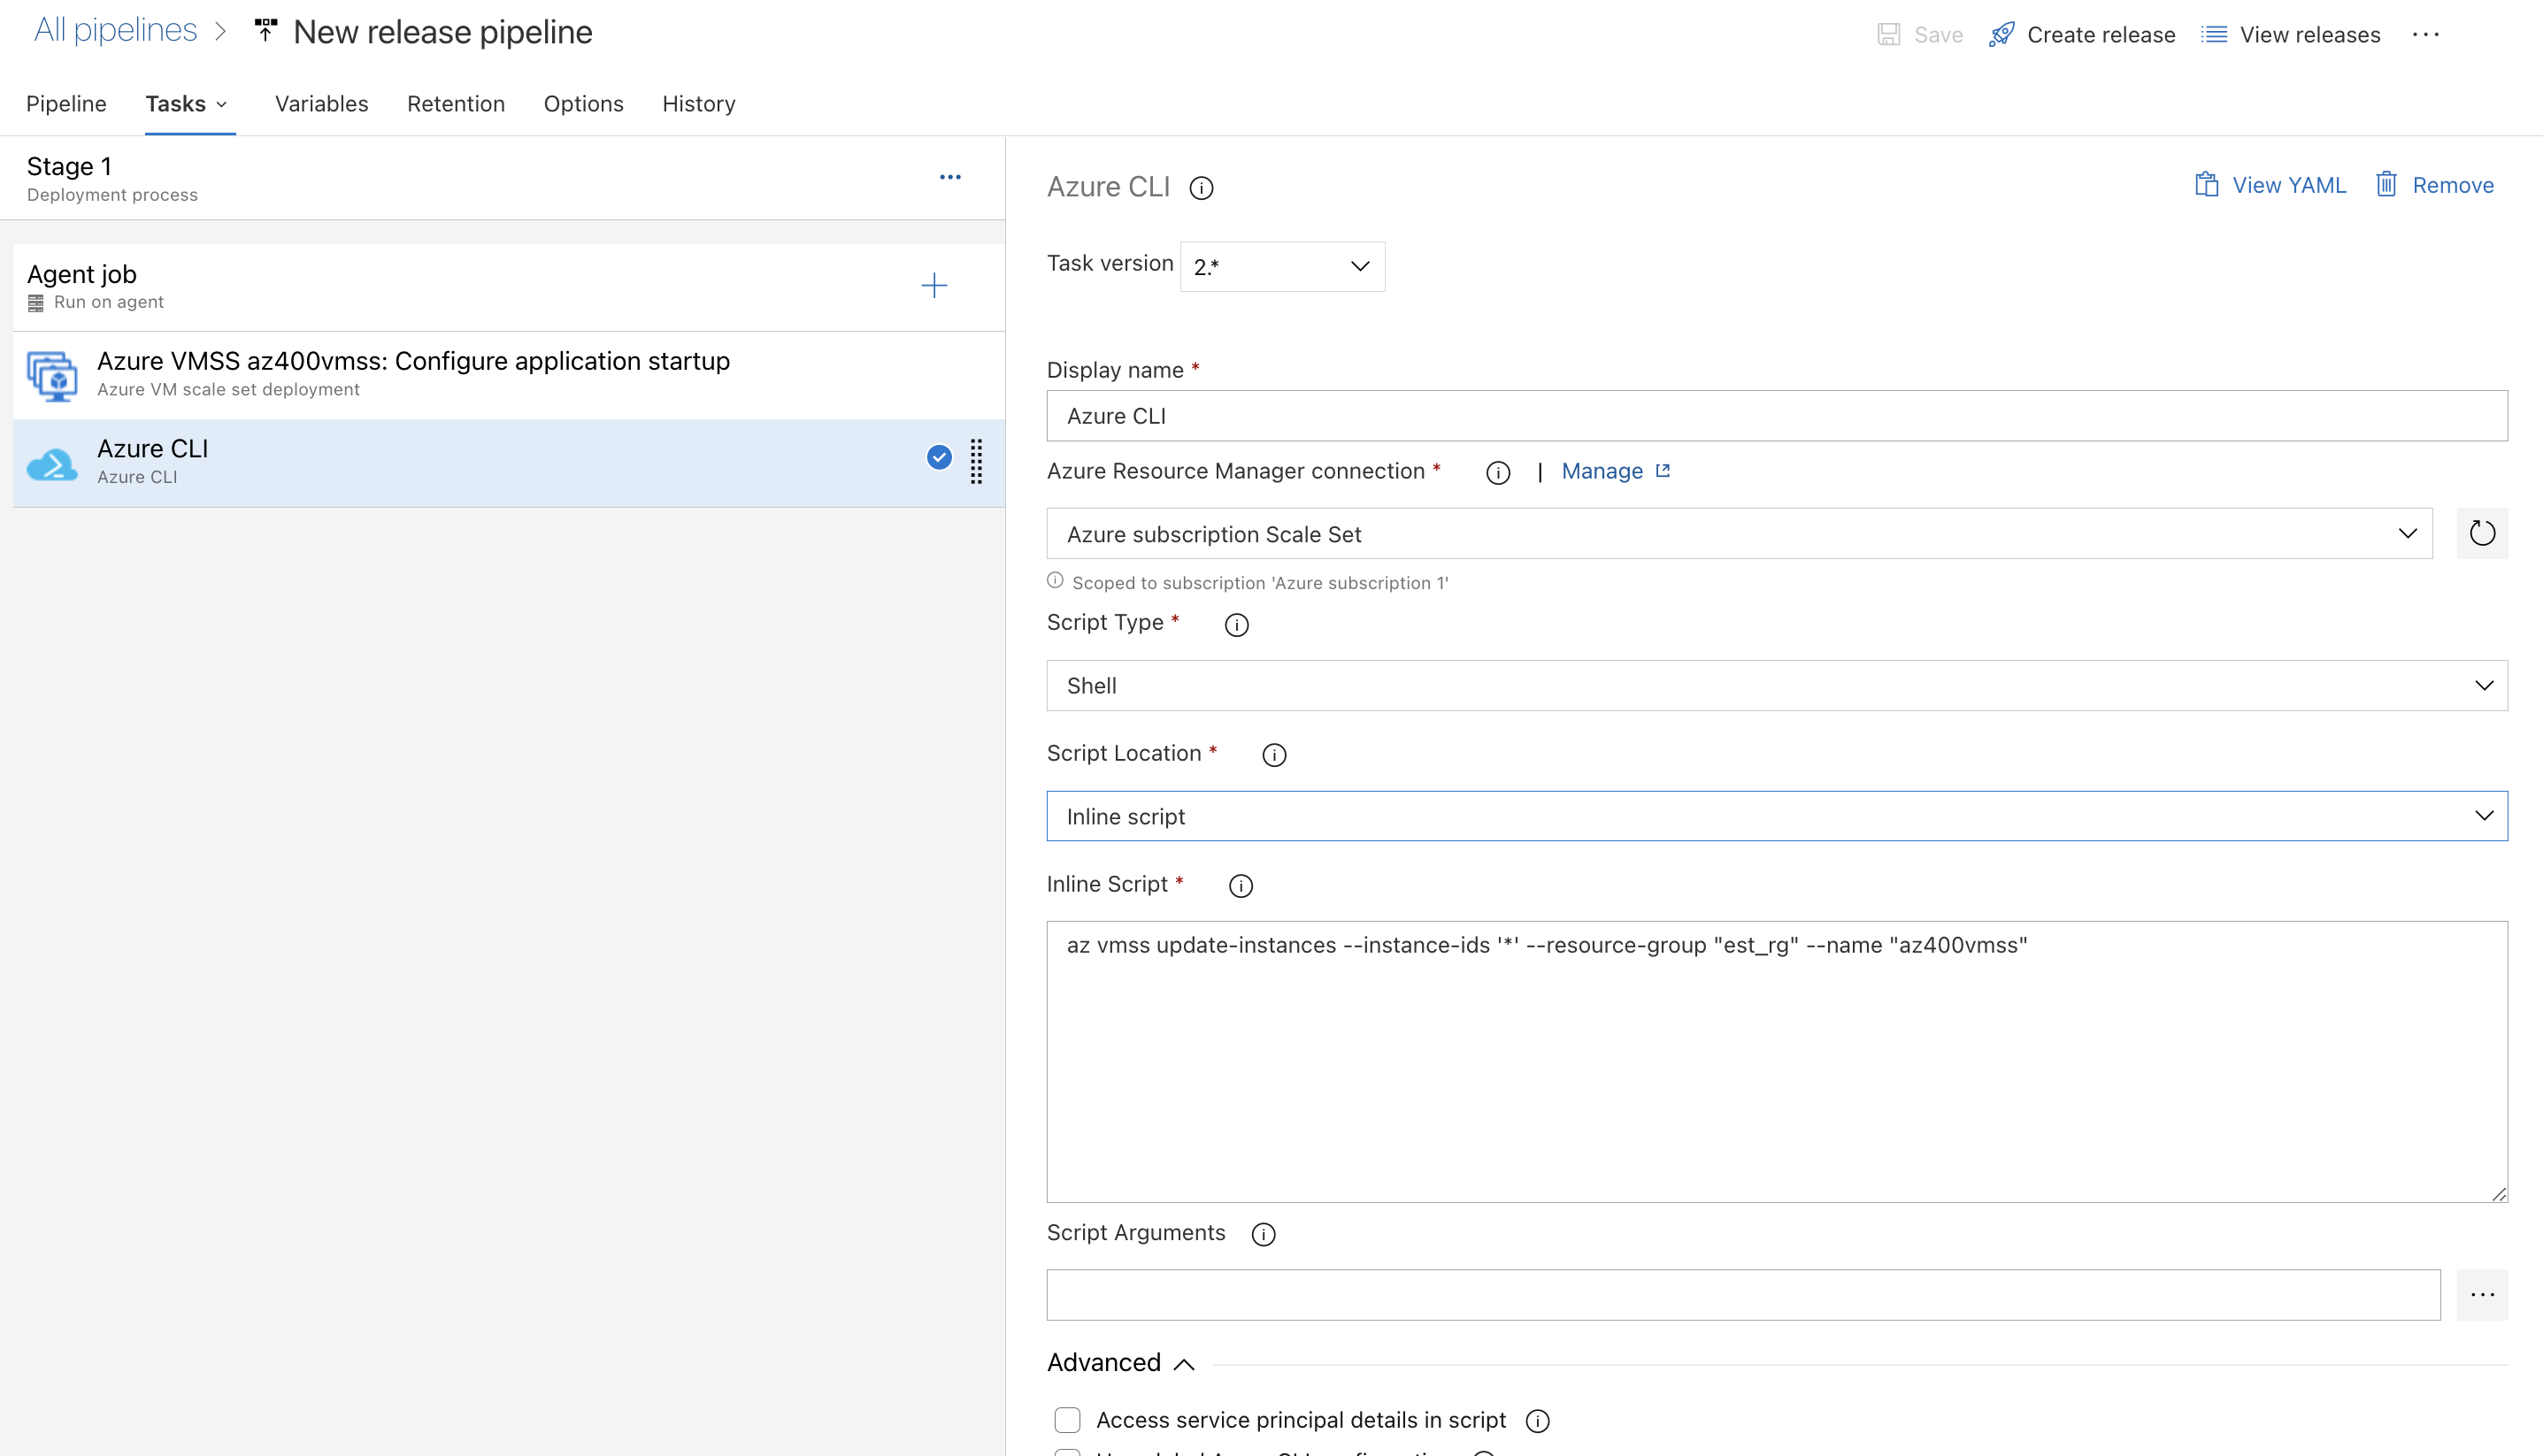 All pipelines > New release pipeline
Save Create release View releases ...
Pipeline Tasks Variables Retention Options History
Stage 1
Deployment process
Agent job
Run on agent
Azure VMSS az400vmss: Configure application startup
Azure VM scale set deployment
Azure CLI
Azure CLI
Azure CLI
View YAML Remove
Task version 2.*
Display name *
Azure CLI
Azure Resource Manager connection * | Manage
Azure subscription Scale Set
Scoped to subscription 'Azure subscription 1'
Script Type *
Shell
Script Location *
Inline script
Inline Script *
az vmss update-instances --instance-ids '*' --resource-group "est_rg" --name "az400vmss"
Script Arguments
Advanced
Access service principal details in script